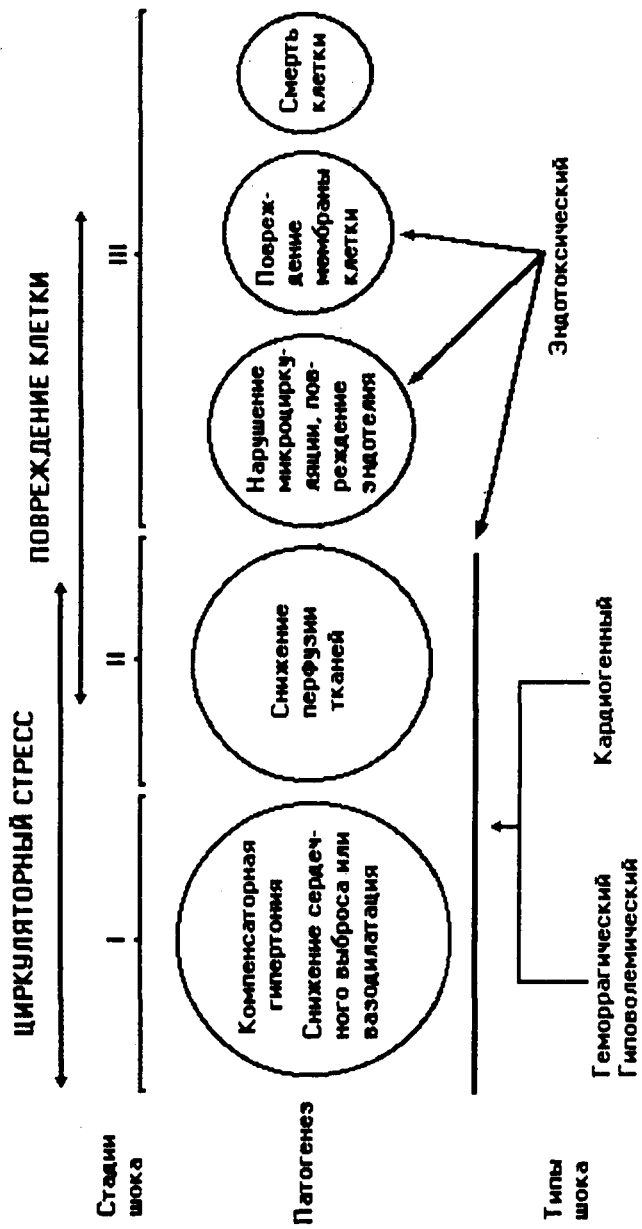 ЦИРКУЛЯТОРНЫЙ СТРЕСС
ПОВРЕЖДЕНИЕ КЛЕТКИ
Стадии
шока
I
II
III
Патогенез
Компенсаторная
гипертония
Снижение сердеч-
ного выброса или
вазодилатация
Снижение
перфузии
тканей
Нарушение
микроцирку-
ляции, пов-
реждение
эндотелия
Повреж-
дение
мембраны
клетки
Смерть
клетки
Типы
шока
Геморрагический
Гиповолемический
Кардиогенный
Эндотоксический